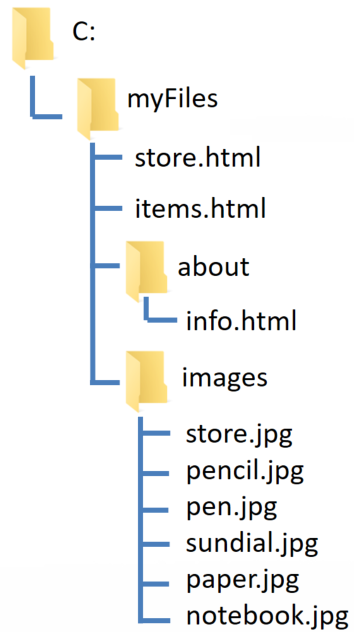 C:
myFiles
store.html
items.html
about
info.html
images
store.jpg
pencil.jpg
pen.jpg
sundial.jpg
paper.jpg
notebook.jpg